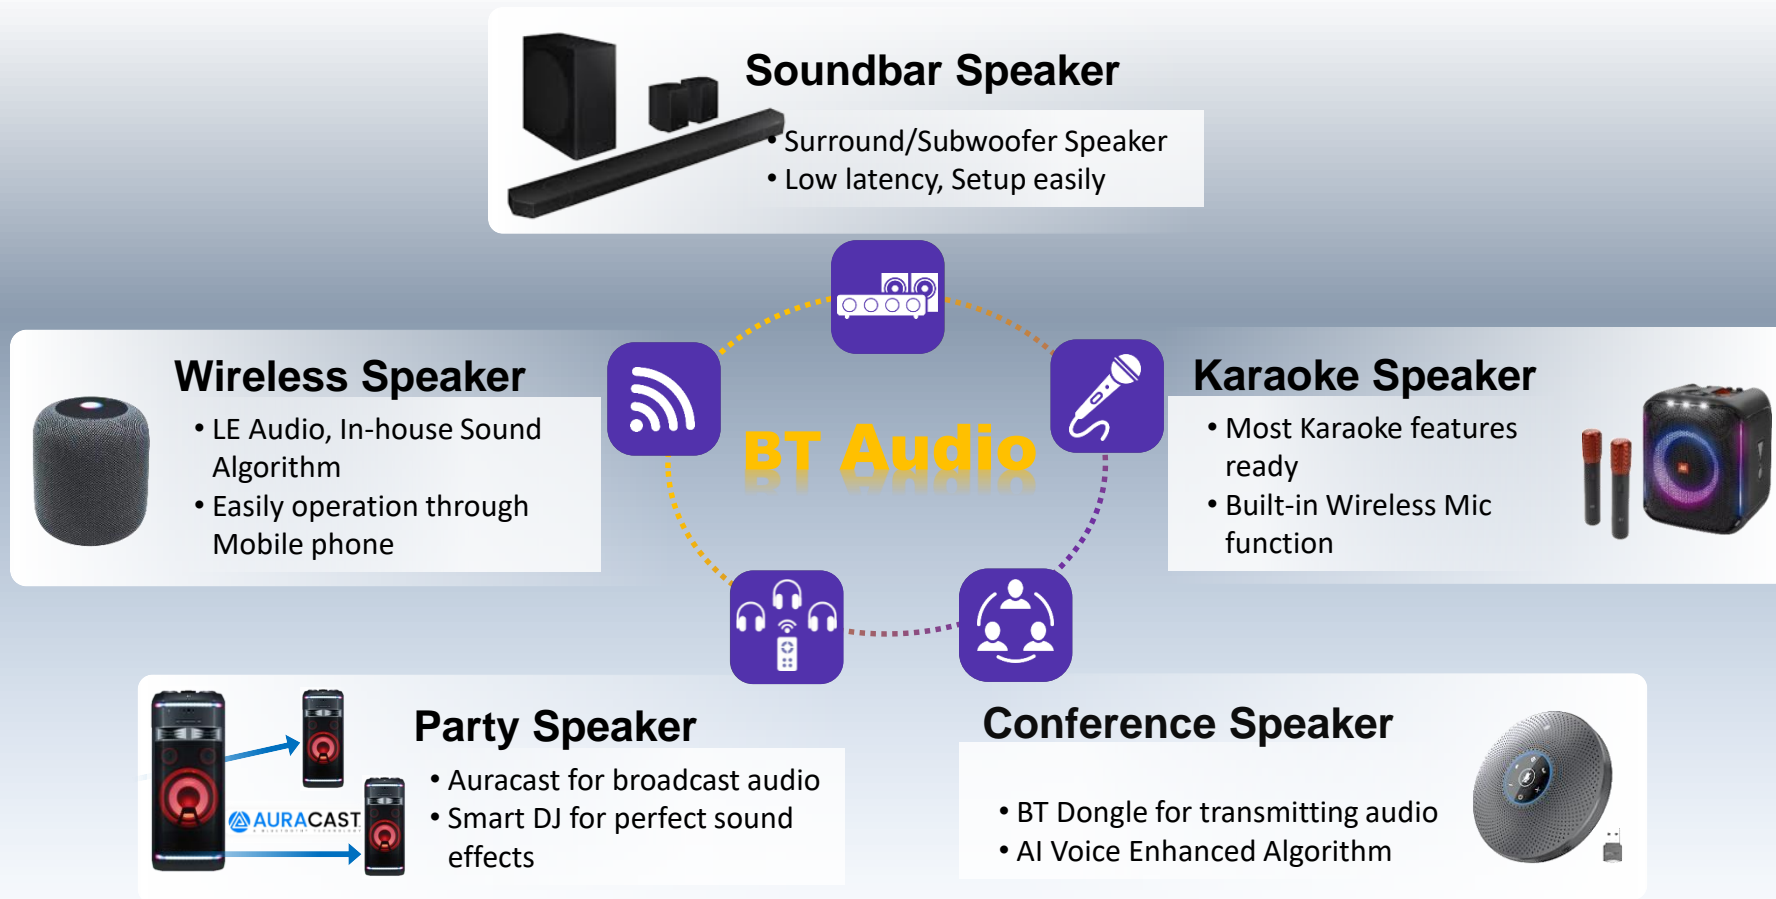 Soundbar Speaker
• Surround/Subwoofer Speaker
• Low latency, Setup easily
Wireless Speaker
• LE Audio, In-house Sound
Algorithm
• Easily operation through
Mobile phone
BT Audio
Karaoke Speaker
• Most Karaoke features
ready
• Built-in Wireless Mic
function
Party Speaker
• Auracast for broadcast audio
• Smart DJ for perfect sound
effects
AURACAST
Conference Speaker
• BT Dongle for transmitting audio
• AI Voice Enhanced Algorithm